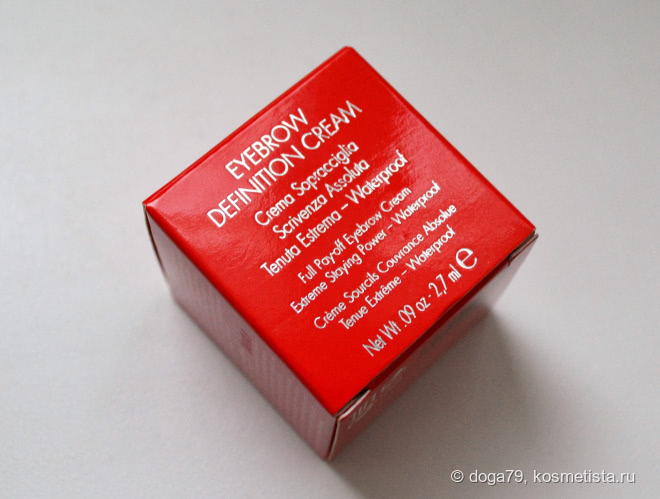 EYEBROW
DEFINITION CREAM
Crema Sopracciglia
Scrivenza Assoluta
Tenuta Estrema – Waterproof
Full Payoff Eyebrow Cream
Extreme Staying Power – Waterproof
Crème Sourcils Couvrance Absolue
Tenue Extrême – Waterproof
Net Wt. .09 oz - 2,7 ml e
© doga79, kosmetista.ru